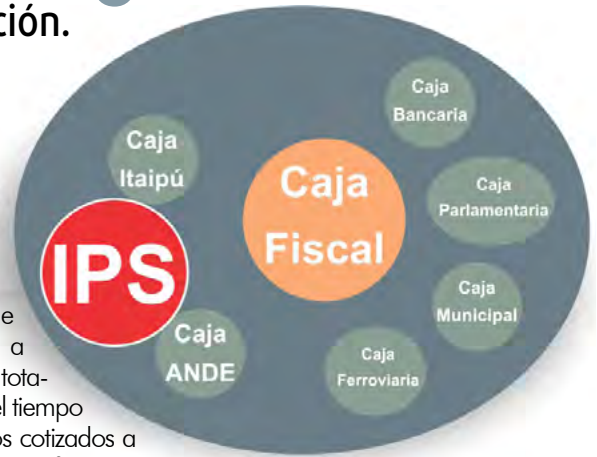 ción.
Caja
Bancaria
Caja
Itaipú
Caja
Fiscal
Caja
Parlamentaria
IPS
Caja
Municipal
Caja
ANDE
Caja
Ferroviaria
e
a
tota-
el tiempo
os cotizados a